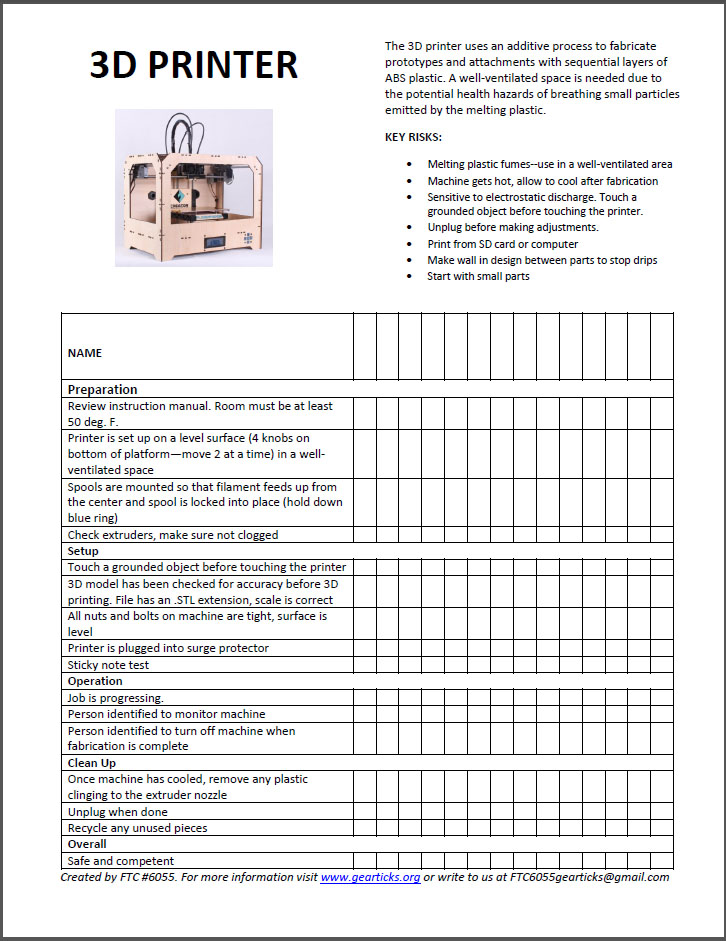 3D PRINTER
The 3D printer uses an additive process to fabricate
prototypes and attachments with sequential layers of
ABS plastic. A well-ventilated space is needed due to
the potential health hazards of breathing small particles
emitted by the melting plastic.
KEY RISKS:
• Melting plastic fumes--use in a well-ventilated area
• Machine gets hot, allow to cool after fabrication
• Sensitive to electrostatic discharge. Touch a
grounded object before touching the printer.
• Unplug before making adjustments.
• Print from SD card or computer
• Make wall in design between parts to stop drips
• Start with small parts
NAME
Preparation
Review instruction manual. Room must be at least
50 deg. F.
Printer is set up on a level surface (4 knobs on
bottom of platform—move 2 at a time) in a well-
ventilated space
Spools are mounted so that filament feeds up from
the center and spool is locked into place (hold down
blue ring)
Check extruders, make sure not clogged
Setup
Touch a grounded object before touching the printer
3D model has been checked for accuracy before 3D
printing. File has an .STL extension, scale is correct
All nuts and bolts on machine are tight, surface is
level
Printer is plugged into surge protector
Sticky note test
Operation
Job is progressing.
Person identified to monitor machine
Person identified to turn off machine when
fabrication is complete
Clean Up
Once machine has cooled, remove any plastic
clinging to the extruder nozzle
Unplug when done
Recycle any unused pieces
Overall
Safe and competent
Created by FTC #6055. For more information visit www.gearticks.org or write to us at FTC6055gearticks@gmail.com